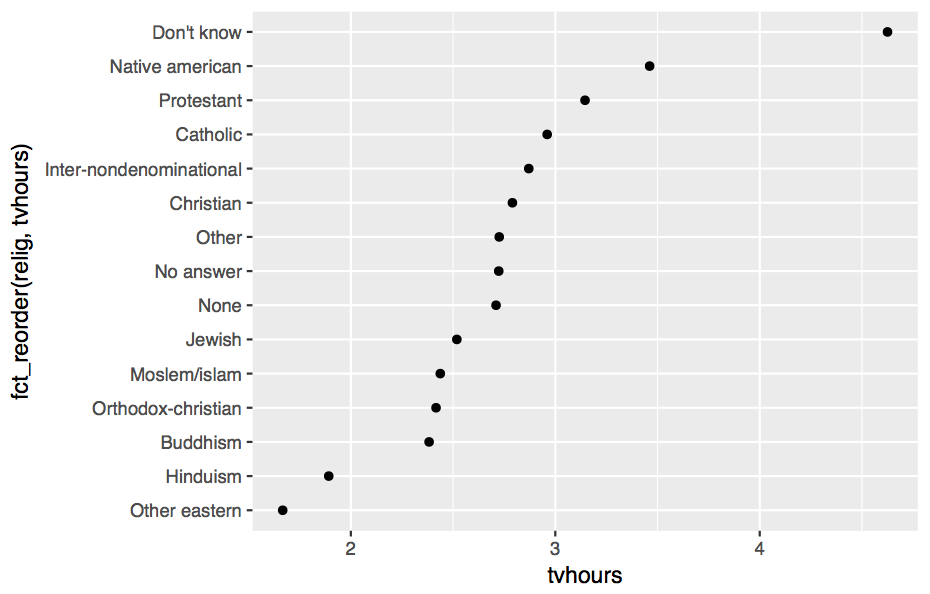 Don't know
Native american
Protestant
Catholic
Inter-nondenominational
Christian
Other
No answer
None
Jewish
Moslem/islam
Orthodox-christian
Buddhism
Hinduism
Other eastern
fct_reorder(relig, tvhours)
2 3 4
tvhours